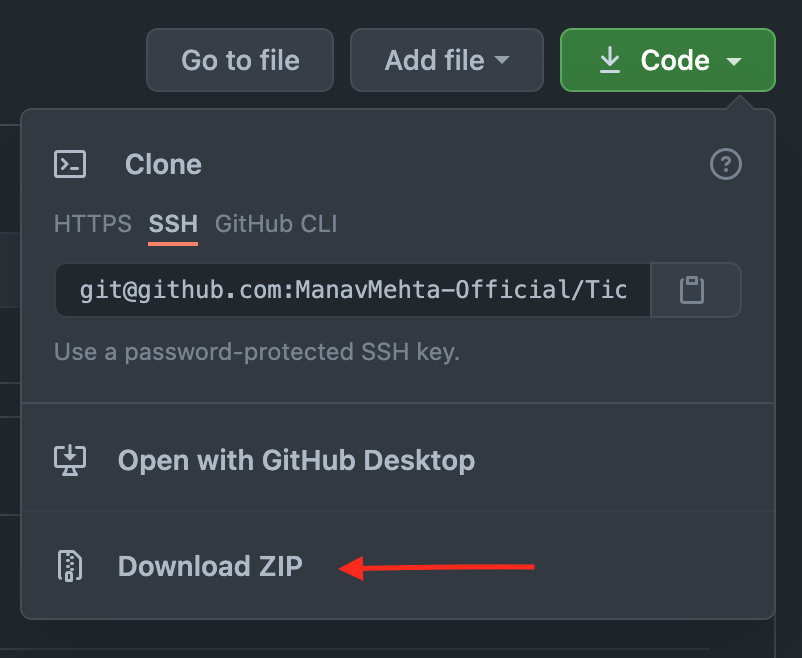 Go to file Add file Code
Clone
HTTPS SSH GitHub CLI
git@github.com:ManavMehta-Official/Tic
Use a password-protected SSH key.
Open with GitHub Desktop
Download ZIP